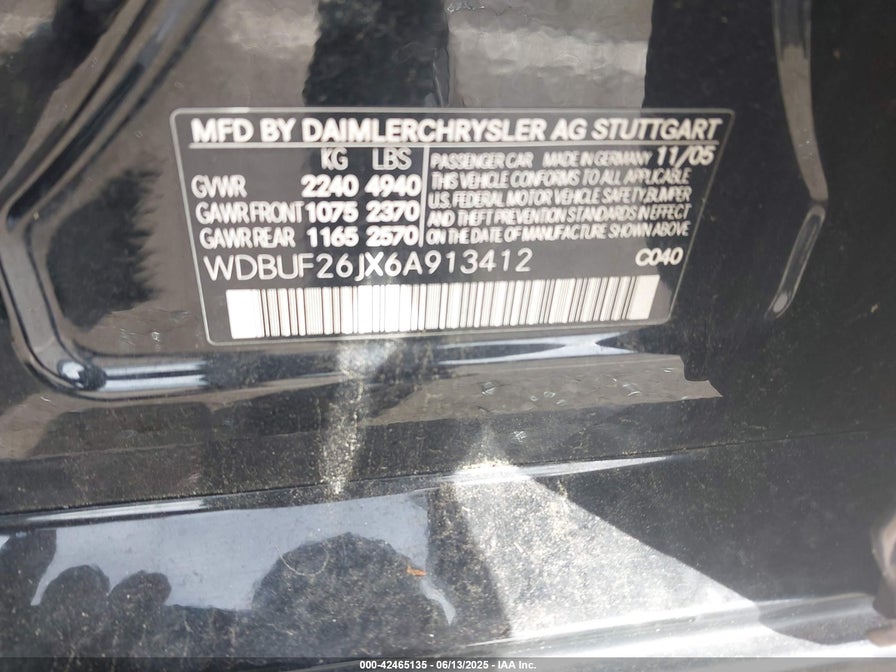 MFD BY DAIMLERCHRYSLER AG STUTTGART
KG LBS
GVWR 2240 4940
GAWR FRONT 1075 2370
GAWR REAR 1165 2570
PASSENGER CAR MADE IN GERMANY 11/05
THIS VEHICLE CONFORMS TO ALL APPLICABLE
U.S. FEDERAL MOTOR VEHICLE SAFETY, BUMPER
AND THEFT PREVENTION STANDARDS IN EFFECT
ON THE DATE OF MANUFACTURE SHOWN ABOVE
WDBUF26JX6A913412 C040
000-42465135 - 06/13/2025 - IAA Inc.